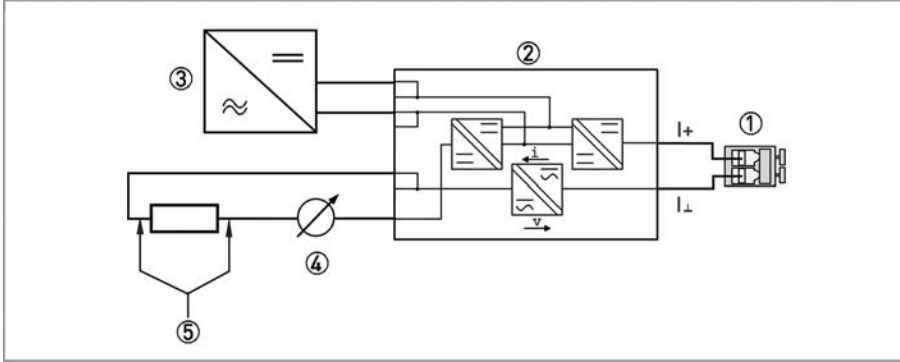 ②
③
①
I+
i
v
I⊥
④
⑤